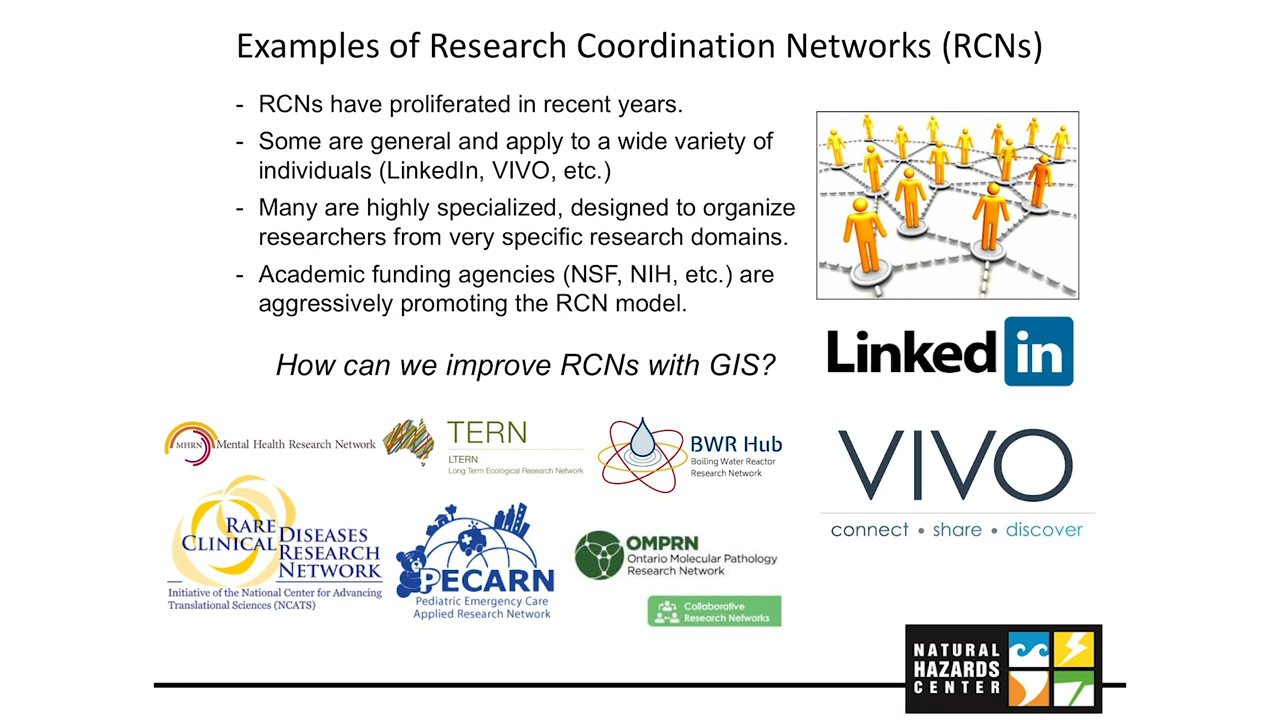 Examples of Research Coordination Networks (RCNs)
- RCNs have proliferated in recent years.
- Some are general and apply to a wide variety of
individuals (LinkedIn, VIVO, etc.)
- Many are highly specialized, designed to organize
researchers from very specific research domains.
- Academic funding agencies (NSF, NIH, etc.) are
aggressively promoting the RCN model.
How can we improve RCNs with GIS?
Linked in
MHRN Mental Health Research Network
TERN
LTERN
Long Term Ecological Research Network
BWR Hub
Boiling Water Reactor
Research Network
VIVO
connect • share • discover
RARE
CLINICAL DISEASES
RESEARCH
NETWORK
Initiative of the National Center for Advancing
Translational Sciences (NCATS)
PECARN
Pediatric Emergency Care
Applied Research Network
OMPRN
Ontario Molecular Pathology
Research Network
Collaborative
Research Networks
NATURAL
HAZARDS
CENTER